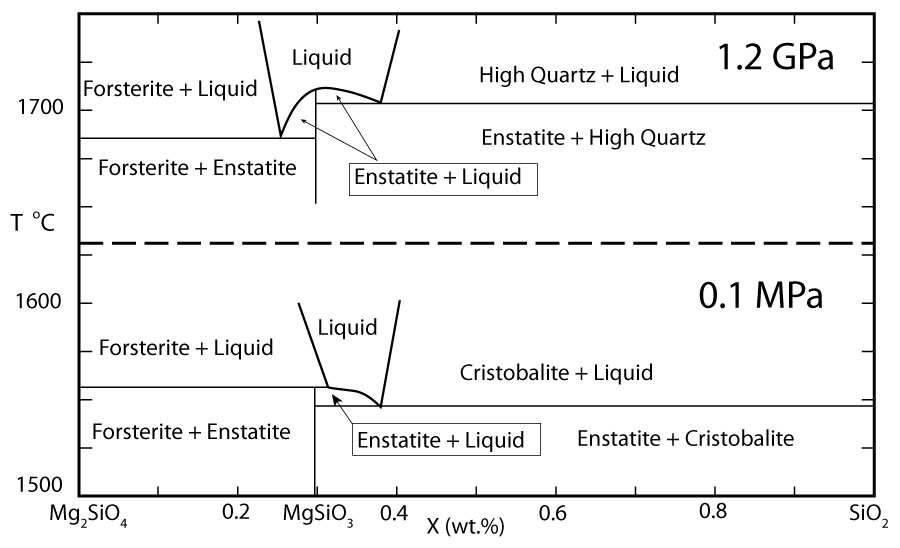 1.2 GPa
Liquid
High Quartz + Liquid
Forsterite + Liquid
1700
Enstatite + High Quartz
Forsterite + Enstatite
Enstatite + Liquid
T °C
1600
0.1 MPa
Liquid
Forsterite + Liquid
Cristobalite + Liquid
Forsterite + Enstatite
Enstatite + Liquid
Enstatite + Cristobalite
1500
Mg₂SiO₄ 0.2 MgSiO₃ 0.4 0.6 0.8 SiO₂
X (wt.%)